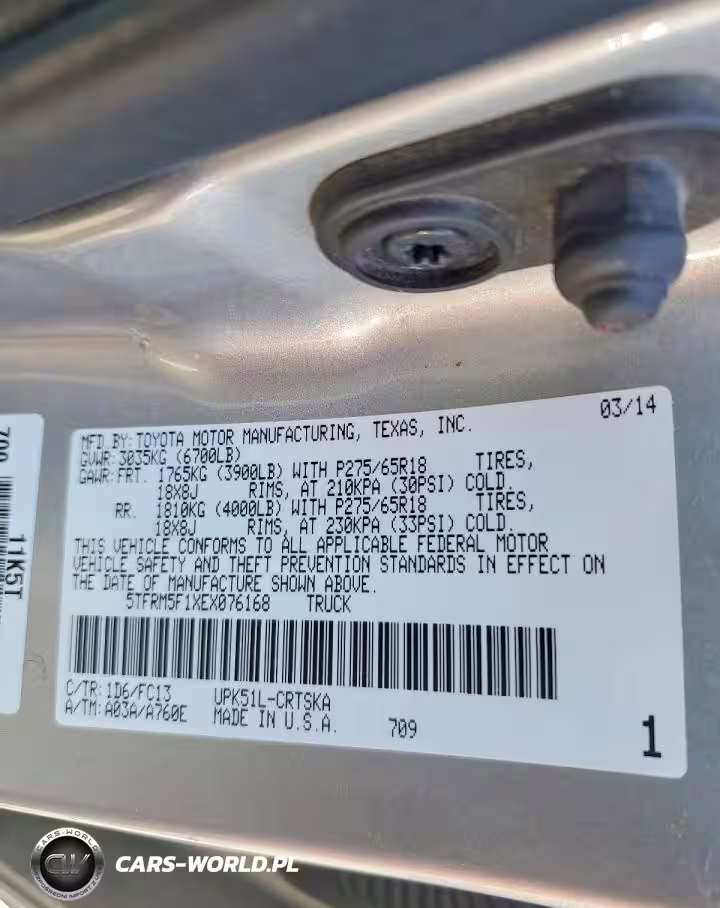 03/14
MFD.BY:TOYOTA MOTOR MANUFACTURING, TEXAS, INC.
GVWR:3035KG (6700LB)
GAWR:FRT. 1765KG (3900LB) WITH P275/65R18 TIRES,
18X8J RIMS, AT 210KPA (30PSI) COLD.
RR. 1810KG (4000LB) WITH P275/65R18 TIRES,
18X8J RIMS, AT 230KPA (33PSI) COLD.
THIS VEHICLE CONFORMS TO ALL APPLICABLE FEDERAL MOTOR
VEHICLE SAFETY AND THEFT PREVENTION STANDARDS IN EFFECT ON
THE DATE OF MANUFACTURE SHOWN ABOVE.
5TFRM5F1XEX076168 TRUCK
C/TR:1D6/FC13 UPK51L-CRTSKA
A/TM:A03A/A760E MADE IN U.S.A. 709
1
11K5T
CARS-WORLD
CW
CARS-WORLD.PL